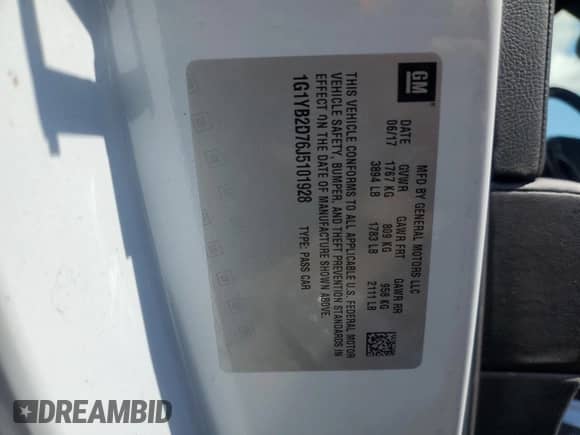 GM
MFD BY GENERAL MOTORS LLC
DATE GVWR GAWR FRT GAWR RR
06/17 1767 KG 809 KG 958 KG
3894 LB 1783 LB 2111 LB
THIS VEHICLE CONFORMS TO ALL APPLICABLE U.S. FEDERAL MOTOR
VEHICLE SAFETY, BUMPER, AND THEFT PREVENTION STANDARDS IN
EFFECT ON THE DATE OF MANUFACTURE SHOWN ABOVE.
1G1YB2D76J5101928 TYPE: PASS CAR
DREAMBID